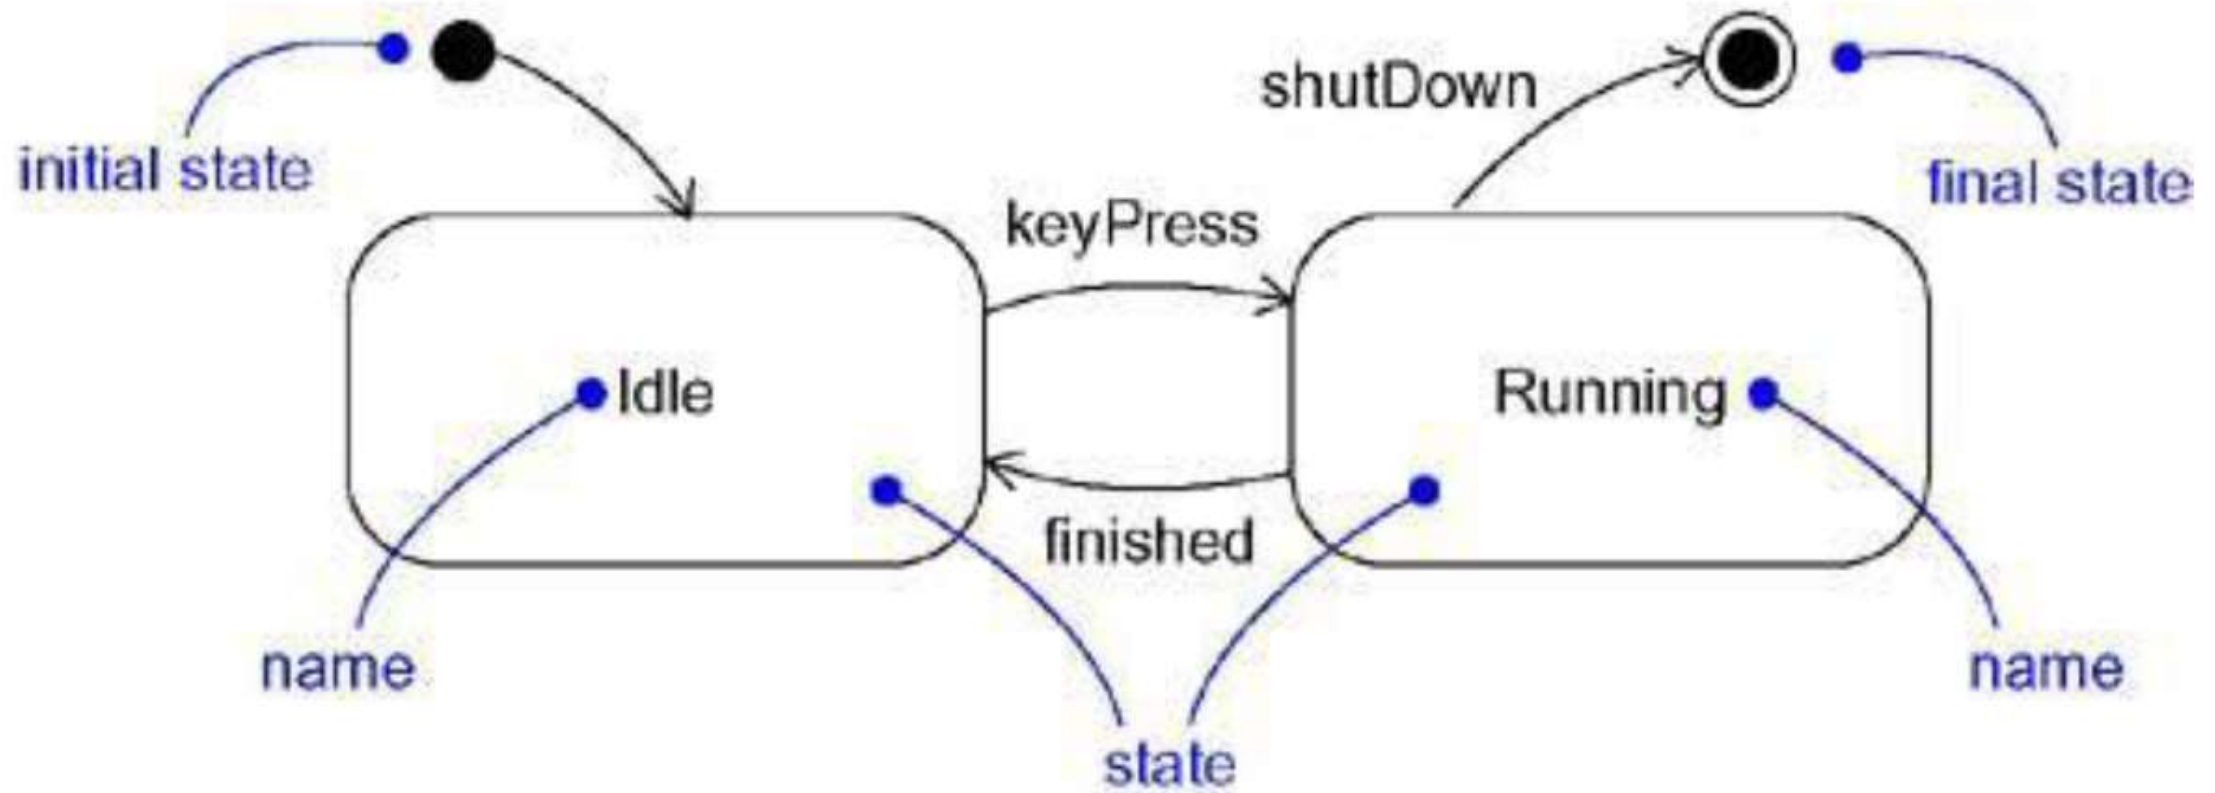 shutDown
initial state
final state
keyPress
Idle
Running
finished
name
name
state